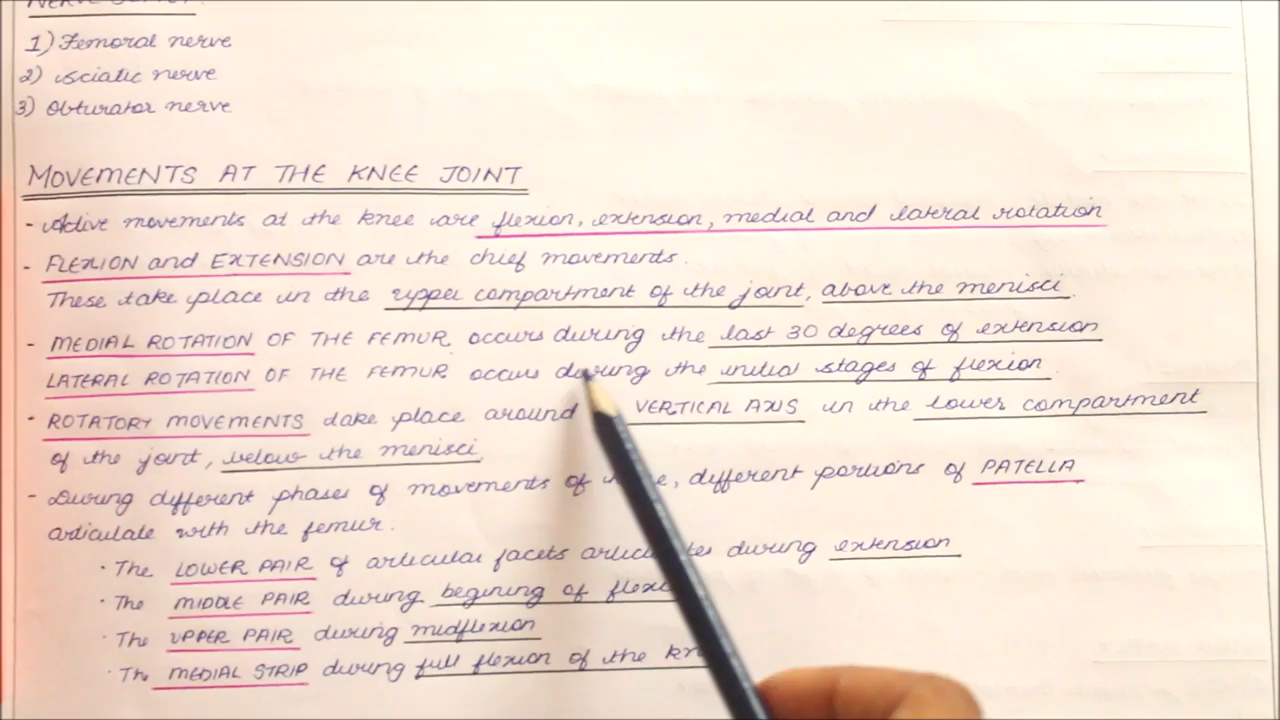 1) Femoral nerve
2) Sciatic nerve
3) Obturator nerve
MOVEMENTS AT THE KNEE JOINT
- Active movements at the knee are flexion, extension, medial and lateral rotation
- FLEXION and EXTENSION are the chief movements.
These take place in the upper compartment of the joint, above the menisci.
- MEDIAL ROTATION OF THE FEMUR occurs during the last 30 degrees of extension
LATERAL ROTATION OF THE FEMUR occurs during the initial stages of flexion.
- ROTATORY MOVEMENTS take place around VERTICAL AXIS in the lower compartment
of the joint, below the menisci.
- During different phases of movements of, different portions of PATELLA
articulate with the femur.
· The LOWER PAIR of articular facets articulates during extension
· The MIDDLE PAIR during begining of
· The UPPER PAIR during midflexion
· The MEDIAL STRIP during full flexion of the